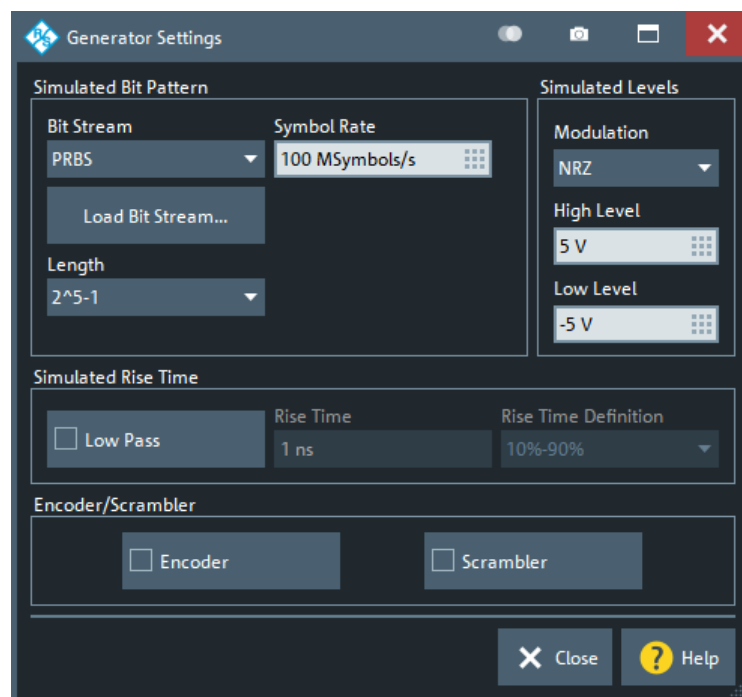 R&S Generator Settings
Simulated Bit Pattern
Bit Stream
PRBS
Symbol Rate
100 MSymbols/s
Load Bit Stream...
Length
2^5-1
Simulated Levels
Modulation
NRZ
High Level
5 V
Low Level
-5 V
Simulated Rise Time
Low Pass
Rise Time
1 ns
Rise Time Definition
10%-90%
Encoder/Scrambler
Encoder
Scrambler
Close
? Help